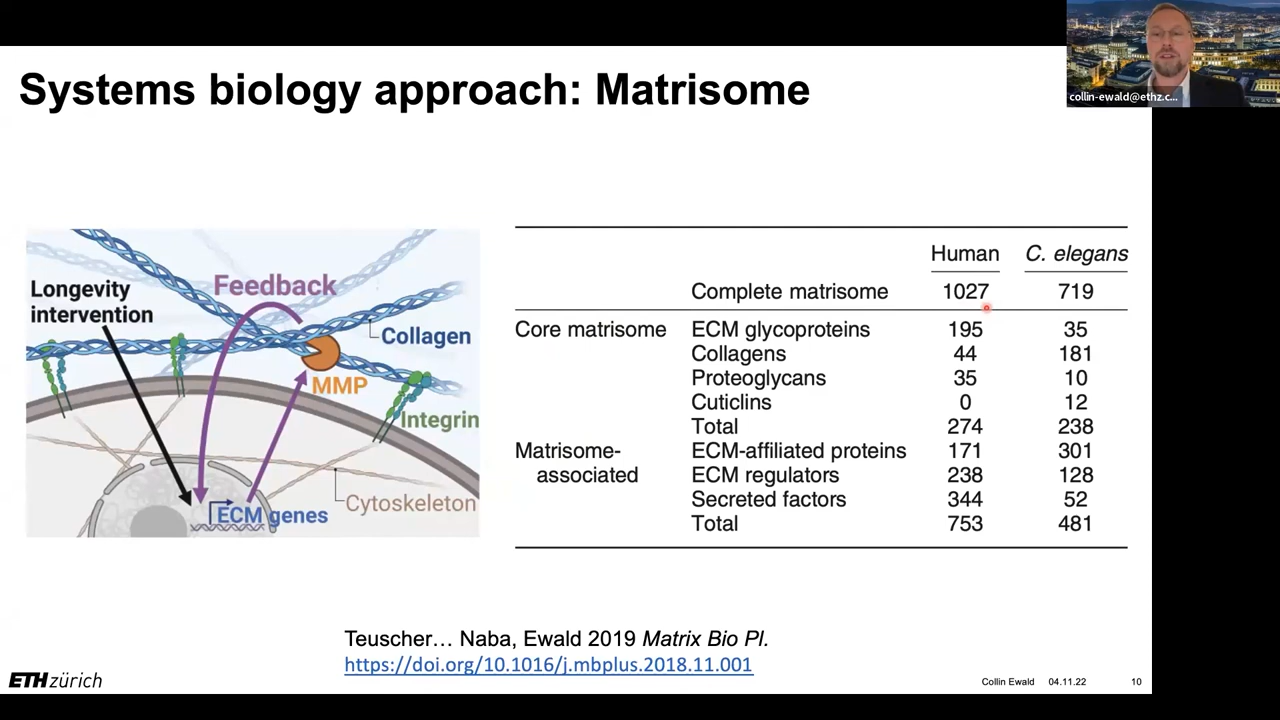 collin-ewald@ethz.c...
Systems biology approach: Matrisome
Longevity
intervention
Feedback
Collagen
MMP
Integrin
Cytoskeleton
ECM genes
Human C. elegans
Complete matrisome 1027 719
Core matrisome ECM glycoproteins 195 35
Collagens 44 181
Proteoglycans 35 10
Cuticlins 0 12
Total 274 238
Matrisome- ECM-affiliated proteins 171 301
associated ECM regulators 238 128
Secreted factors 344 52
Total 753 481
Teuscher... Naba, Ewald 2019 Matrix Bio Pl.
https://doi.org/10.1016/j.mbplus.2018.11.001
ETH zürich
Collin Ewald 04.11.22 10